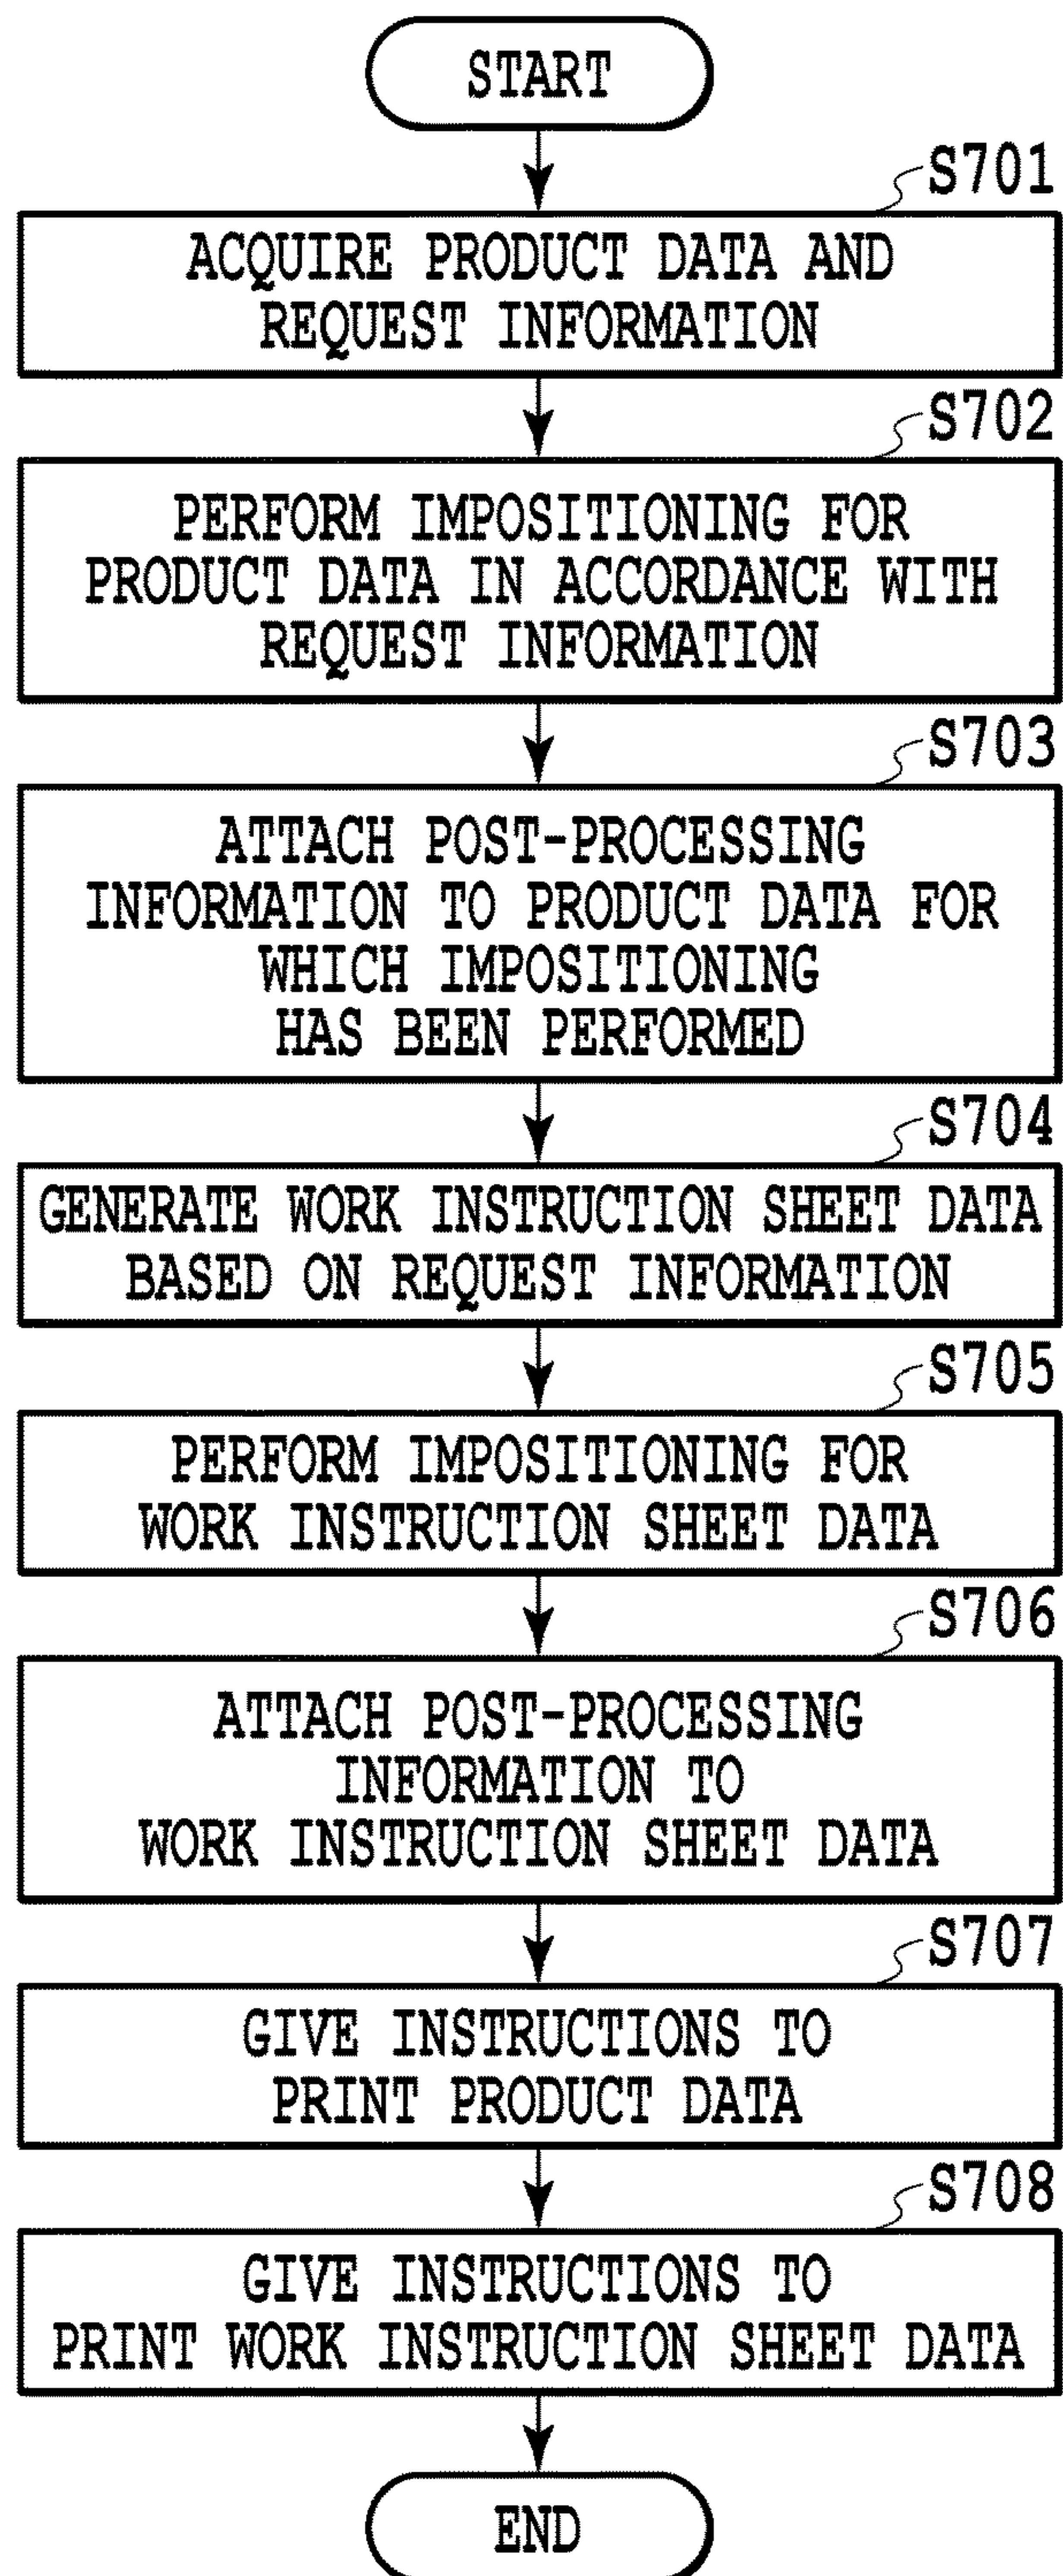 START
S701
ACQUIRE PRODUCT DATA AND
REQUEST INFORMATION
S702
PERFORM IMPOSITIONING FOR
PRODUCT DATA IN ACCORDANCE WITH
REQUEST INFORMATION
S703
ATTACH POST-PROCESSING
INFORMATION TO PRODUCT DATA FOR
WHICH IMPOSITIONING
HAS BEEN PERFORMED
S704
GENERATE WORK INSTRUCTION SHEET DATA
BASED ON REQUEST INFORMATION
S705
PERFORM IMPOSITIONING FOR
WORK INSTRUCTION SHEET DATA
S706
ATTACH POST-PROCESSING
INFORMATION TO
WORK INSTRUCTION SHEET DATA
S707
GIVE INSTRUCTIONS TO
PRINT PRODUCT DATA
S708
GIVE INSTRUCTIONS TO
PRINT WORK INSTRUCTION SHEET DATA
END